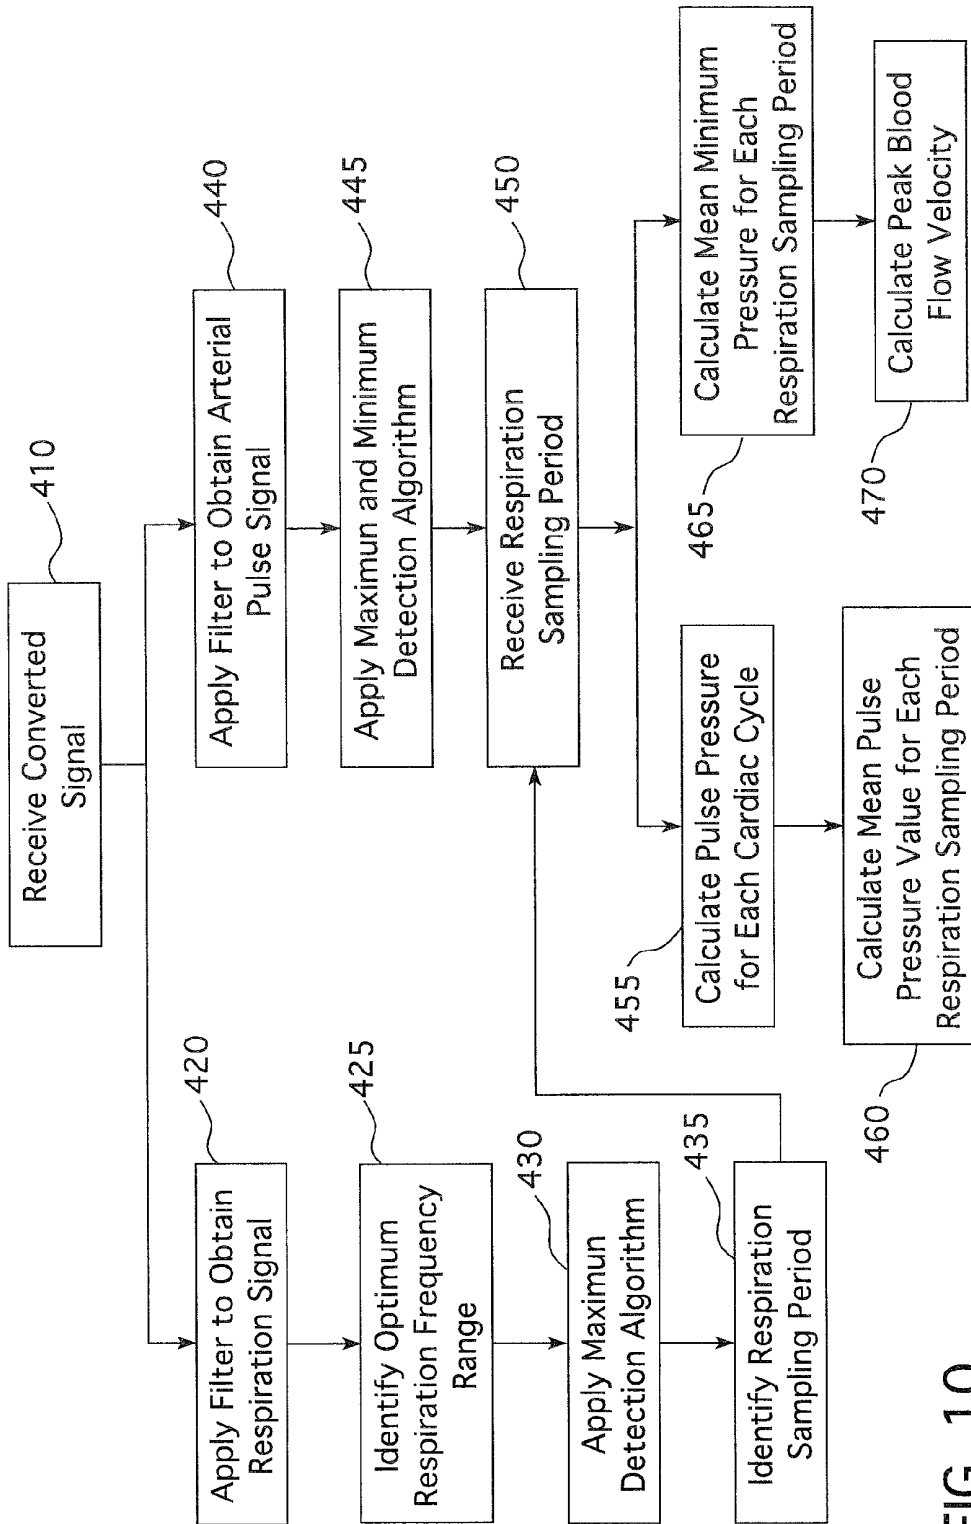 Receive Converted
Signal
410
Apply Filter to Obtain
Respiration Signal
420
Identify Optimum
Respiration Frequency
Range
425
Apply Maximun
Detection Algorithm
430
Identify Respiration
Sampling Period
435
Apply Filter to Obtain Arterial
Pulse Signal
440
Apply Maximun and Minimum
Detection Algorithm
445
Receive Respiration
Sampling Period
450
Calculate Pulse Pressure
for Each Cardiac Cycle
455
Calculate Mean Pulse
Pressure Value for Each
Respiration Sampling Period
460
Calculate Mean Minimum
Pressure for Each
Respiration Sampling Period
465
Calculate Peak Blood
Flow Velocity
470
FIG. 10